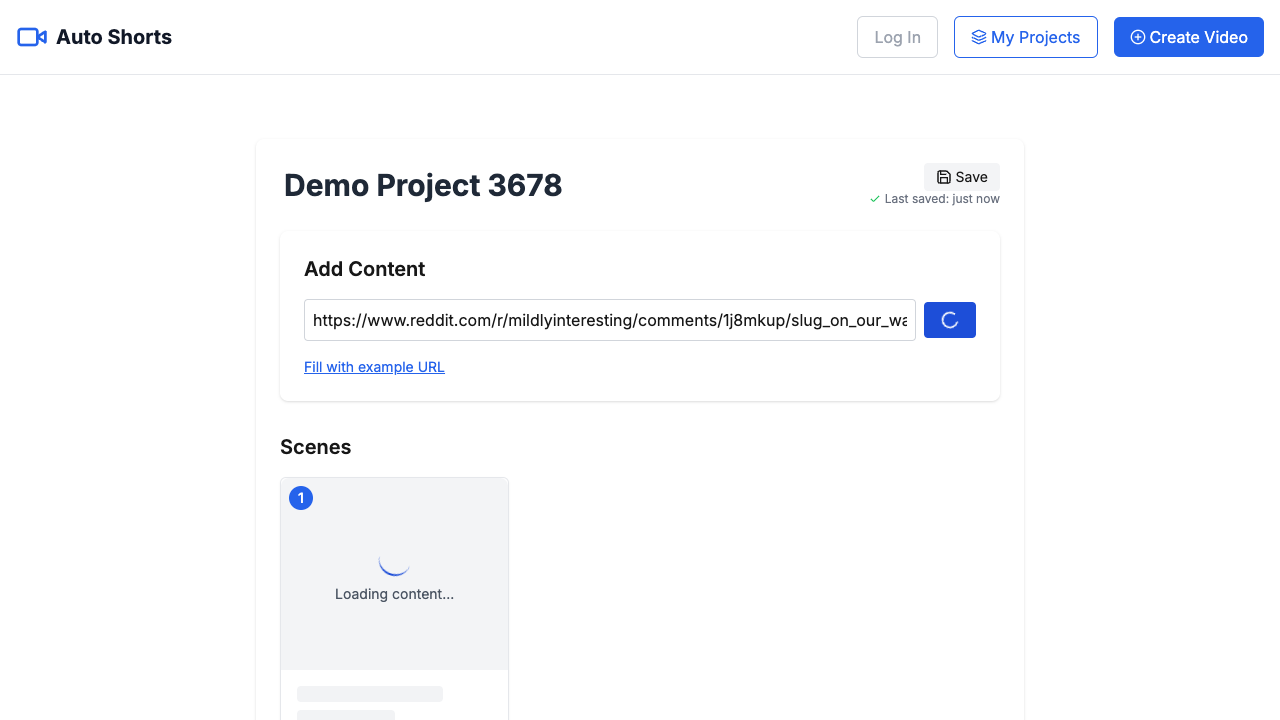 Auto Shorts
Log In
My Projects
Create Video
Demo Project 3678
Save
Last saved: just now
Add Content
https://www.reddit.com/r/mildlyinteresting/comments/1j8mkup/slug_on_our_wa
Fill with example URL
Scenes
1
Loading content...